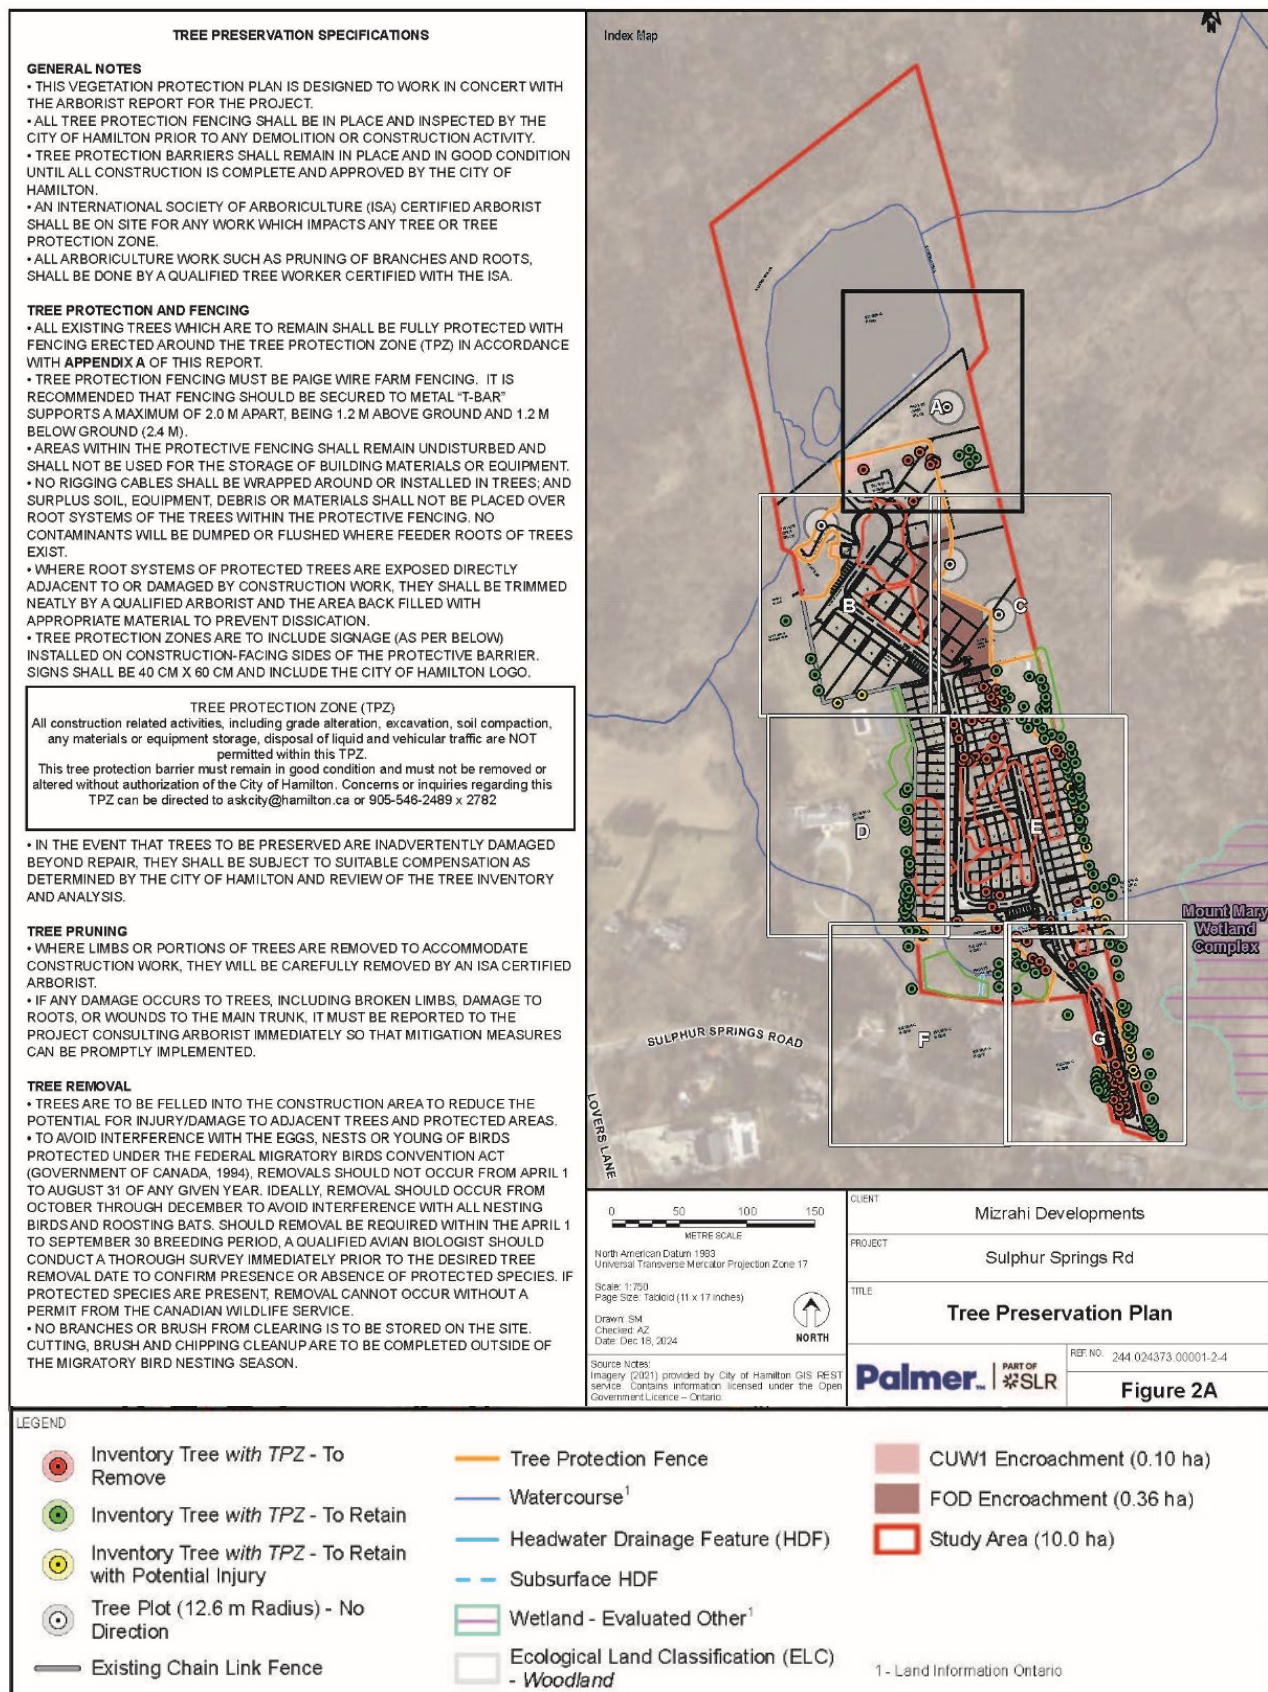 TREE PRESERVATION SPECIFICATIONS
GENERAL NOTES
• THIS VEGETATION PROTECTION PLAN IS DESIGNED TO WORK IN CONCERT WITH
THE ARBORIST REPORT FOR THE PROJECT.
• ALL TREE PROTECTION FENCING SHALL BE IN PLACE AND INSPECTED BY THE
CITY OF HAMILTON PRIOR TO ANY DEMOLITION OR CONSTRUCTION ACTIVITY.
• TREE PROTECTION BARRIERS SHALL REMAIN IN PLACE AND IN GOOD CONDITION
UNTIL ALL CONSTRUCTION IS COMPLETE AND APPROVED BY THE CITY OF
HAMILTON.
• AN INTERNATIONAL SOCIETY OF ARBORICULTURE (ISA) CERTIFIED ARBORIST
SHALL BE ON SITE FOR ANY WORK WHICH IMPACTS ANY TREE OR TREE
PROTECTION ZONE.
• ALL ARBORICULTURE WORK SUCH AS PRUNING OF BRANCHES AND ROOTS,
SHALL BE DONE BY A QUALIFIED TREE WORKER CERTIFIED WITH THE ISA.
TREE PROTECTION AND FENCING
• ALL EXISTING TREES WHICH ARE TO REMAIN SHALL BE FULLY PROTECTED WITH
FENCING ERECTED AROUND THE TREE PROTECTION ZONE (TPZ) IN ACCORDANCE
WITH APPENDIX A OF THIS REPORT.
• TREE PROTECTION FENCING MUST BE PAIGE WIRE FARM FENCING. IT IS
RECOMMENDED THAT FENCING SHOULD BE SECURED TO METAL "T-BAR"
SUPPORTS A MAXIMUM OF 2.0 M APART, BEING 1.2 M ABOVE GROUND AND 1.2 M
BELOW GROUND (2.4 M).
• AREAS WITHIN THE PROTECTIVE FENCING SHALL REMAIN UNDISTURBED AND
SHALL NOT BE USED FOR THE STORAGE OF BUILDING MATERIALS OR EQUIPMENT.
• NO RIGGING CABLES SHALL BE WRAPPED AROUND OR INSTALLED IN TREES; AND
SURPLUS SOIL, EQUIPMENT, DEBRIS OR MATERIALS SHALL NOT BE PLACED OVER
ROOT SYSTEMS OF THE TREES WITHIN THE PROTECTIVE FENCING. NO
CONTAMINANTS WILL BE DUMPED OR FLUSHED WHERE FEEDER ROOTS OF TREES
EXIST.
• WHERE ROOT SYSTEMS OF PROTECTED TREES ARE EXPOSED DIRECTLY
ADJACENT TO OR DAMAGED BY CONSTRUCTION WORK, THEY SHALL BE TRIMMED
NEATLY BY A QUALIFIED ARBORIST AND THE AREA BACK FILLED WITH
APPROPRIATE MATERIAL TO PREVENT DISSICATION.
• TREE PROTECTION ZONES ARE TO INCLUDE SIGNAGE (AS PER BELOW)
INSTALLED ON CONSTRUCTION-FACING SIDES OF THE PROTECTIVE BARRIER.
SIGNS SHALL BE 40 CM X 60 CM AND INCLUDE THE CITY OF HAMILTON LOGO.
TREE PROTECTION ZONE (TPZ)
All construction related activities, including grade alteration, excavation, soil compaction,
any materials or equipment storage, disposal of liquid and vehicular traffic are NOT
permitted within this TPZ.
This tree protection barrier must remain in good condition and must not be removed or
altered without authorization of the City of Hamilton. Concerns or inquiries regarding this
TPZ can be directed to askcity@hamilton.ca or 905-546-2489 x 2782
• IN THE EVENT THAT TREES TO BE PRESERVED ARE INADVERTENTLY DAMAGED
BEYOND REPAIR, THEY SHALL BE SUBJECT TO SUITABLE COMPENSATION AS
DETERMINED BY THE CITY OF HAMILTON AND REVIEW OF THE TREE INVENTORY
AND ANALYSIS.
TREE PRUNING
• WHERE LIMBS OR PORTIONS OF TREES ARE REMOVED TO ACCOMMODATE
CONSTRUCTION WORK, THEY WILL BE CAREFULLY REMOVED BY AN ISA CERTIFIED
ARBORIST.
• IF ANY DAMAGE OCCURS TO TREES, INCLUDING BROKEN LIMBS, DAMAGE TO
ROOTS, OR WOUNDS TO THE MAIN TRUNK, IT MUST BE REPORTED TO THE
PROJECT CONSULTING ARBORIST IMMEDIATELY SO THAT MITIGATION MEASURES
CAN BE PROMPTLY IMPLEMENTED.
TREE REMOVAL
• TREES ARE TO BE FELLED INTO THE CONSTRUCTION AREA TO REDUCE THE
POTENTIAL FOR INJURY/DAMAGE TO ADJACENT TREES AND PROTECTED AREAS.
• TO AVOID INTERFERENCE WITH THE EGGS, NESTS OR YOUNG OF BIRDS
PROTECTED UNDER THE FEDERAL MIGRATORY BIRDS CONVENTION ACT
(GOVERNMENT OF CANADA, 1994), REMOVALS SHOULD NOT OCCUR FROM APRIL 1
TO AUGUST 31 OF ANY GIVEN YEAR. IDEALLY, REMOVAL SHOULD OCCUR FROM
OCTOBER THROUGH DECEMBER TO AVOID INTERFERENCE WITH ALL NESTING
BIRDS AND ROOSTING BATS. SHOULD REMOVAL BE REQUIRED WITHIN THE APRIL 1
TO SEPTEMBER 30 BREEDING PERIOD, A QUALIFIED AVIAN BIOLOGIST SHOULD
CONDUCT A THOROUGH SURVEY IMMEDIATELY PRIOR TO THE DESIRED TREE
REMOVAL DATE TO CONFIRM PRESENCE OR ABSENCE OF PROTECTED SPECIES. IF
PROTECTED SPECIES ARE PRESENT, REMOVAL CANNOT OCCUR WITHOUT A
PERMIT FROM THE CANADIAN WILDLIFE SERVICE.
• NO BRANCHES OR BRUSH FROM CLEARING IS TO BE STORED ON THE SITE.
CUTTING, BRUSH AND CHIPPING CLEANUP ARE TO BE COMPLETED OUTSIDE OF
THE MIGRATORY BIRD NESTING SEASON.
Index Map
N
A
B
C
D
E
F
G
Mount Mary
Wetland
Complex
SULPHUR SPRINGS ROAD
LOVERS LANE
0 50 100 150
METRE SCALE
North American Datum 1983
Universal Transverse Mercator Projection Zone 17
Scale: 1:750
Page Size: Tabloid (11 x 17 inches)
Drawn: SM
Checked: AZ
Date: Dec 18, 2024
NORTH
Source Notes:
Imagery (2021) provided by City of Hamilton GIS REST
service. Contains information licensed under the Open
Government Licence – Ontario.
CLIENT
Mizrahi Developments
PROJECT
Sulphur Springs Rd
TITLE
Tree Preservation Plan
Palmer™ | PART OF SLR
REF. NO. 244.024373.00001-2-4
Figure 2A
LEGEND
Inventory Tree with TPZ - To
Remove
Inventory Tree with TPZ - To Retain
Inventory Tree with TPZ - To Retain
with Potential Injury
Tree Plot (12.6 m Radius) - No
Direction
Existing Chain Link Fence
Tree Protection Fence
Watercourse¹
Headwater Drainage Feature (HDF)
Subsurface HDF
Wetland - Evaluated Other¹
Ecological Land Classification (ELC)
- Woodland
CUW1 Encroachment (0.10 ha)
FOD Encroachment (0.36 ha)
Study Area (10.0 ha)
1 - Land Information Ontario